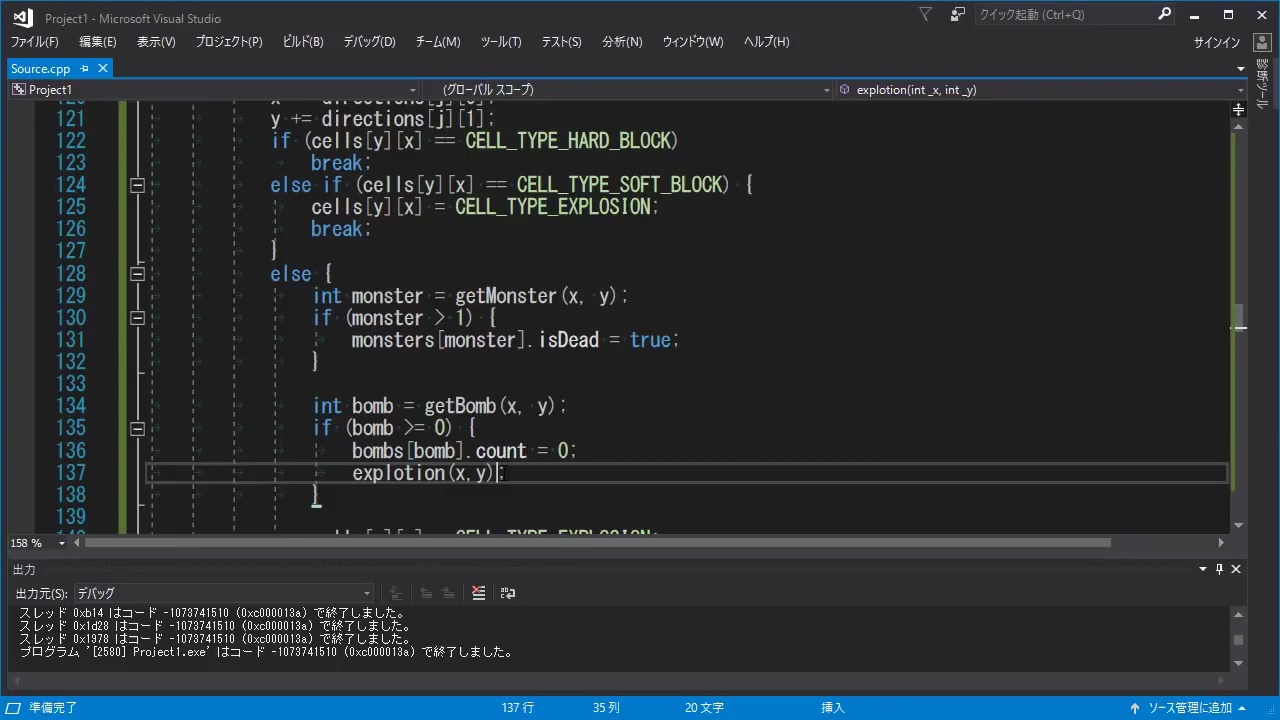 Project1 - Microsoft Visual Studio
クイック起動 (Ctrl+Q)
ファイル(F) 編集(E) 表示(V) プロジェクト(P) ビルド(B) デバッグ(D) チーム(M) ツール(T) テスト(S) 分析(N) ウィンドウ(W) ヘルプ(H)
サインイン
Source.cpp
診断ツール
Project1 (グローバル スコープ) explotion(int _x, int _y)
121 y += directions[j][1];
122 if (cells[y][x] == CELL_TYPE_HARD_BLOCK)
123 break;
124 else if (cells[y][x] == CELL_TYPE_SOFT_BLOCK) {
125 cells[y][x] = CELL_TYPE_EXPLOSION;
126 break;
127 }
128 else {
129 int monster = getMonster(x, y);
130 if (monster > 1) {
131 monsters[monster].isDead = true;
132 }
133
134 int bomb = getBomb(x, y);
135 if (bomb >= 0) {
136 bombs[bomb].count = 0;
137 explotion(x,y);
138 }
139
158 %
出力
出力元(S): デバッグ
スレッド 0xb14 はコード -1073741510 (0xc000013a) で終了しました。
スレッド 0x1d28 はコード -1073741510 (0xc000013a) で終了しました。
スレッド 0x1978 はコード -1073741510 (0xc000013a) で終了しました。
プログラム '[2580] Project1.exe' はコード -1073741510 (0xc000013a) で終了しました。
準備完了 137 行 35 列 20 文字 挿入 ソース管理に追加